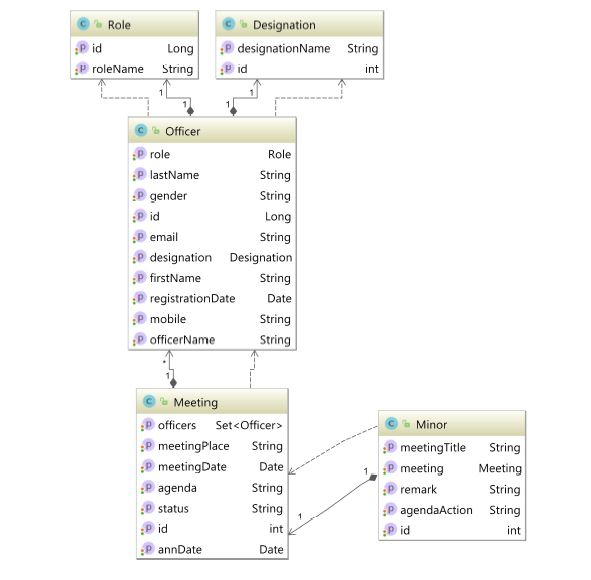 Role
id Long
roleName String
Designation
designationName String
id int
1
1
1
1
Officer
role Role
lastName String
gender String
id Long
email String
designation Designation
firstName String
registrationDate Date
mobile String
officerName String
*
1
Meeting
officers Set<Officer>
meetingPlace String
meetingDate Date
agenda String
status String
id int
annDate Date
Minor
meetingTitle String
meeting Meeting
remark String
agendaAction String
id int
1
1